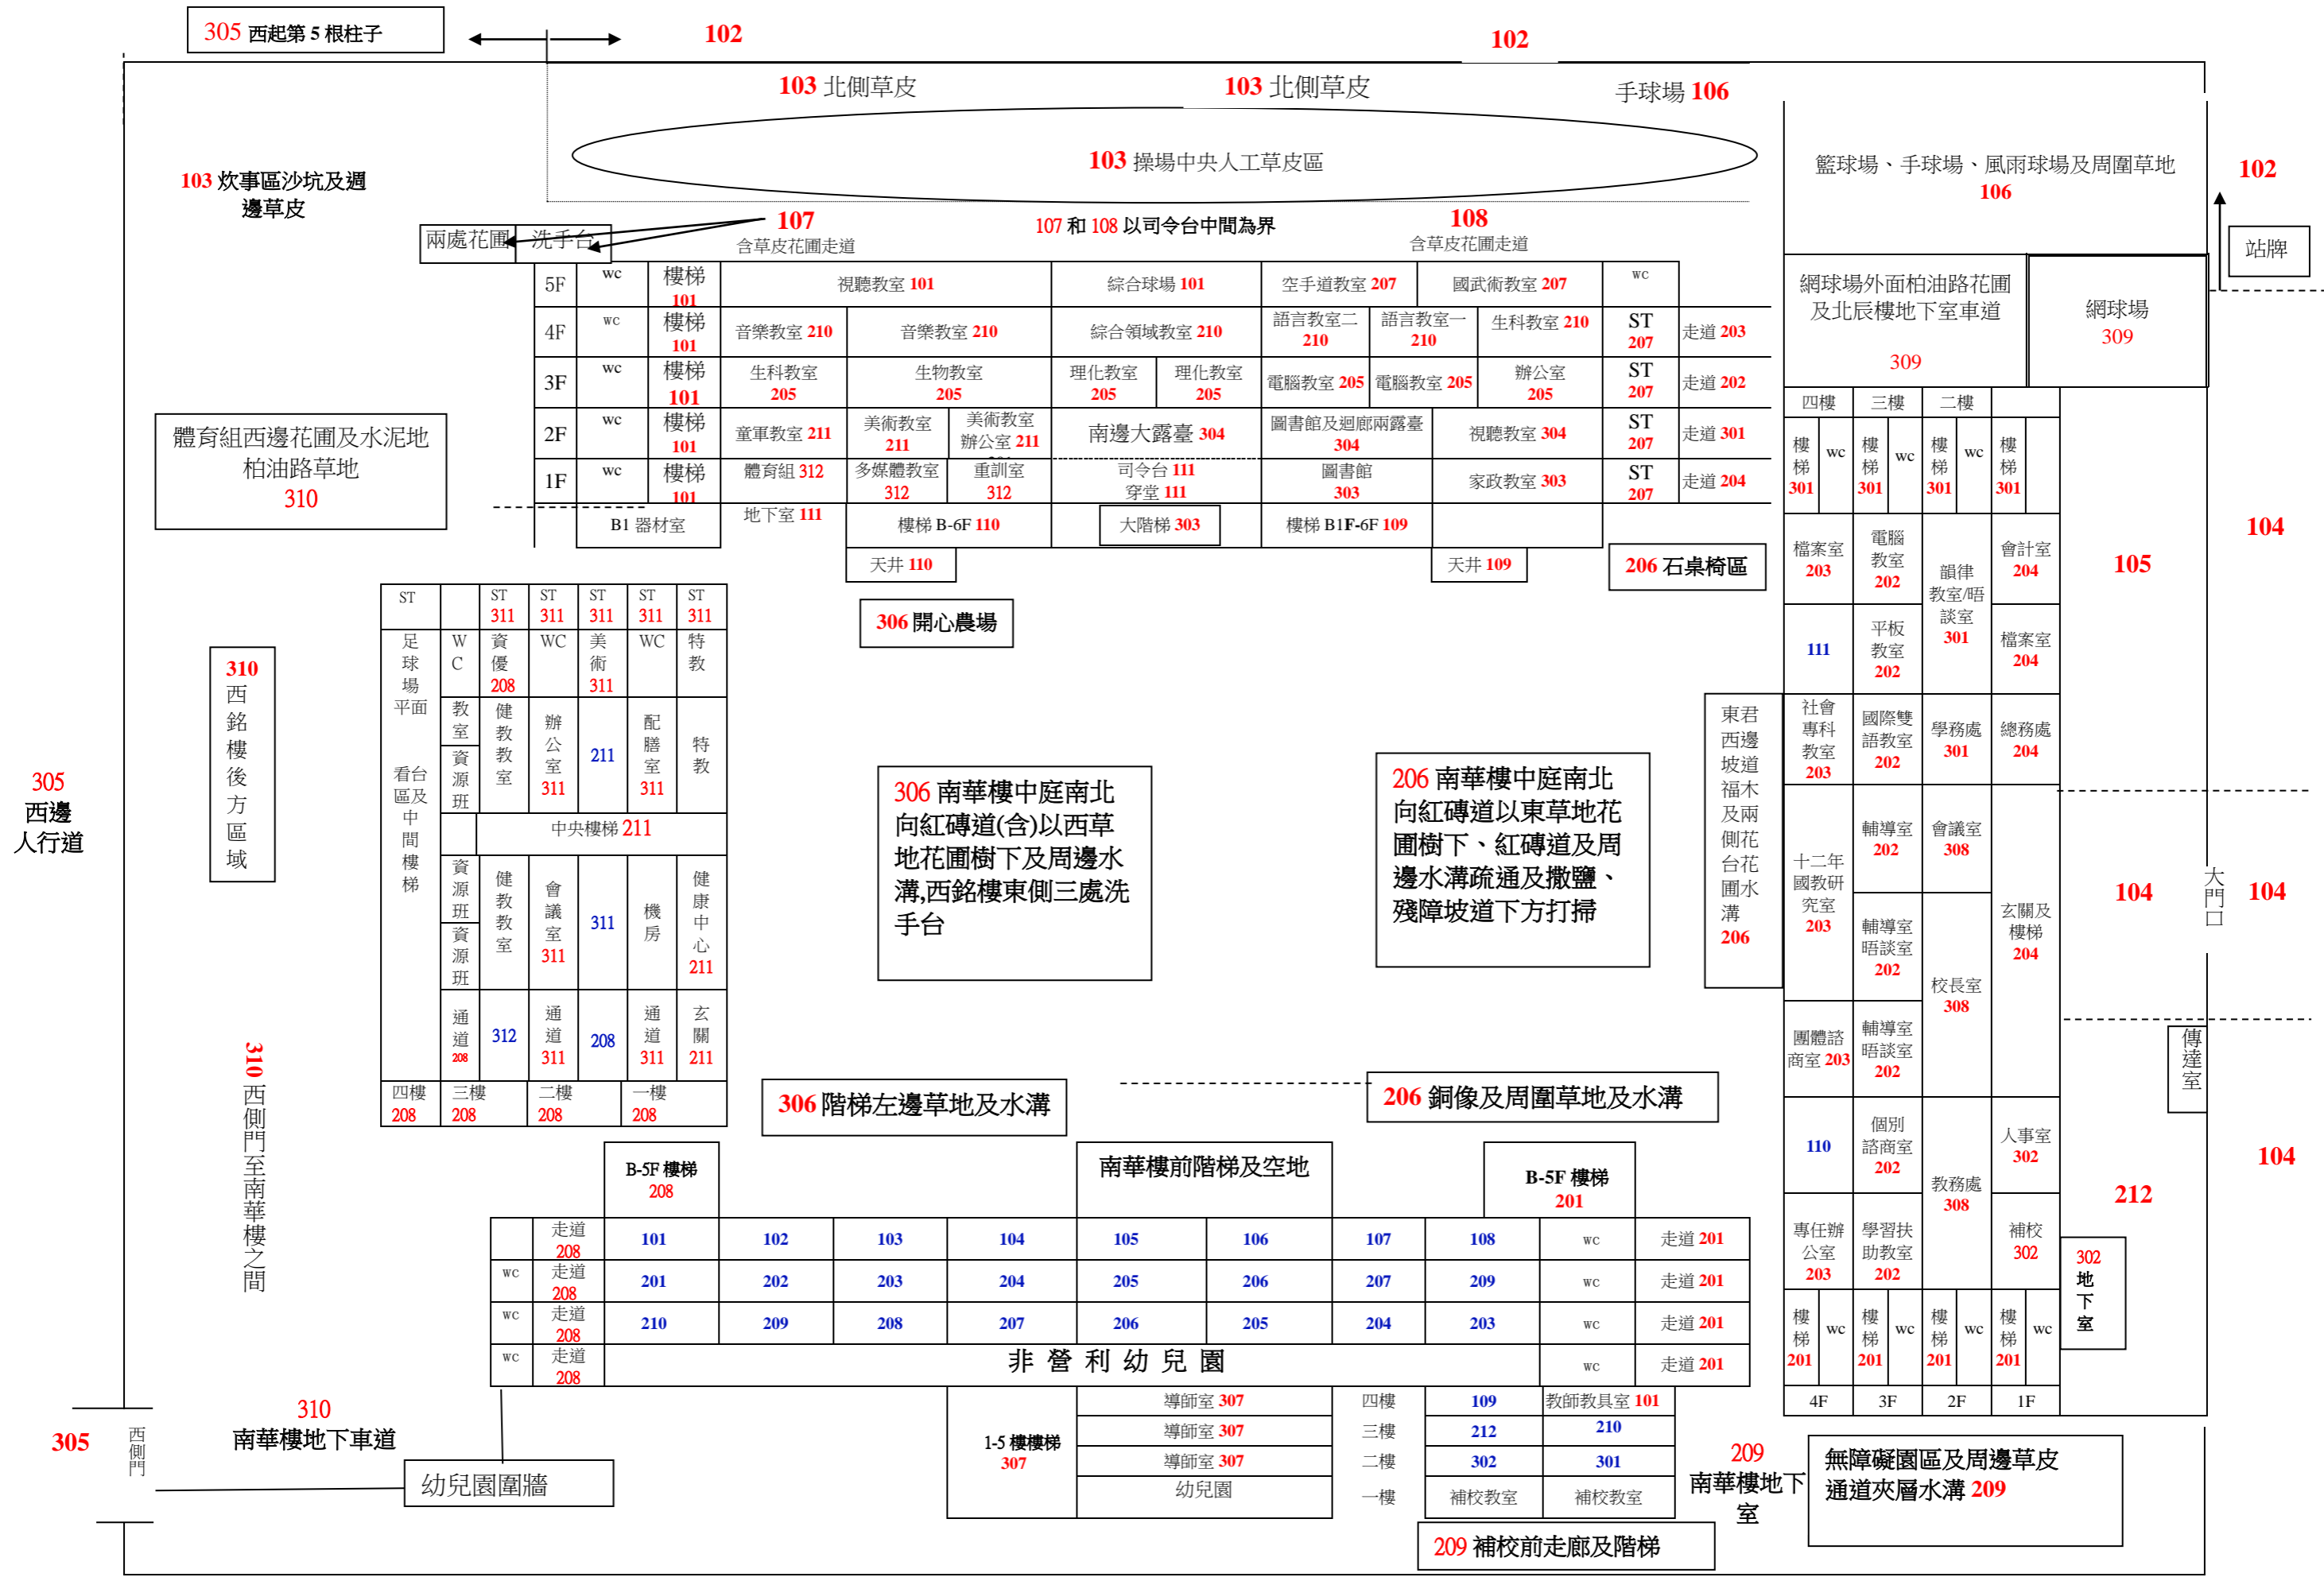 305 西起第 5 根柱子
102
102
103 北側草皮
103 北側草皮
手球場 106
103 操場中央人工草皮區
103 炊事區沙坑及週
邊草皮
籃球場、手球場、風雨球場及周圍草地
106
102
站牌
兩處花圃
洗手台
107
含草皮花圃走道
107 和 108 以司令台中間為界
108
含草皮花圃走道
網球場外面柏油路花圃
及北辰樓地下室車道
309
網球場
309
5F wc 樓梯 101 視聽教室 101 綜合球場 101 空手道教室 207 國武術教室 207 wc
4F wc 樓梯 101 音樂教室 210 音樂教室 210 綜合領域教室 210 語言教室二 210 語言教室一 210 生科教室 210 ST 207 走道 203
3F wc 樓梯 101 生科教室 205 生物教室 205 理化教室 205 理化教室 205 電腦教室 205 電腦教室 205 辦公室 205 ST 207 走道 202
2F wc 樓梯 101 童軍教室 211 美術教室 211 美術教室 辦公室 211 南邊大露臺 304 圖書館及迴廊兩露臺 304 視聽教室 304 ST 207 走道 301
1F wc 樓梯 101 體育組 312 多媒體教室 312 重訓室 312 司令台 111 穿堂 111 圖書館 303 家政教室 303 ST 207 走道 204
B1 器材室 地下室 111 樓梯 B-6F 110 大階梯 303 樓梯 B1F-6F 109
天井 110
天井 109
206 石桌椅區
306 開心農場
體育組西邊花圃及水泥地
柏油路草地
310
310
西銘樓後方區域
305
西邊
人行道
310 西側門至南華樓之間
ST ST 311 ST 311 ST 311 ST 311 ST 311
足球場平面 看台區及中間樓梯
WC 資優 208 WC 美術 311 WC 特教
教室 資源班 健教教室 辦公室 311 211 配膳室 311 特教
中央樓梯 211
資源班 資源班 健教教室 會議室 311 311 機房 健康中心 211
通道 208 312 通道 311 208 通道 311 玄關 211
四樓 208 三樓 208 二樓 208 一樓 208
306 南華樓中庭南北
向紅磚道(含)以西草
地花圃樹下及周邊水
溝,西銘樓東側三處洗
手台
206 南華樓中庭南北
向紅磚道以東草地花
圃樹下、紅磚道及周
邊水溝疏通及撒鹽、
殘障坡道下方打掃
東君西邊坡道福木及兩側花台花圃水溝
206
306 階梯左邊草地及水溝
206 銅像及周圍草地及水溝
四樓 三樓 二樓
樓梯 301 wc 樓梯 301 wc 樓梯 301 wc 樓梯 301
檔案室 203 電腦教室 202 韻律教室/晤談室 301 會計室 204
111 平板教室 202 檔案室 204
社會專科教室 203 國際雙語教室 202 學務處 301 總務處 204
十二年國教研究室 203 輔導室 202 會議室 308 玄關及樓梯 204
輔導室晤談室 202 校長室 308
團體諮商室 203 輔導室晤談室 202
110 個別諮商室 202 教務處 308 人事室 302
專任辦公室 203 學習扶助教室 202 補校 302
樓梯 201 wc 樓梯 201 wc 樓梯 201 wc 樓梯 201 wc
4F 3F 2F 1F
105
104
104
大門口
104
傳達室
104
212
302
地下室
B-5F 樓梯
208
南華樓前階梯及空地
B-5F 樓梯
201
走道 208 101 102 103 104 105 106 107 108 wc 走道 201
wc 走道 208 201 202 203 204 205 206 207 209 wc 走道 201
wc 走道 208 210 209 208 207 206 205 204 203 wc 走道 201
wc 走道 208 非營利幼兒園 wc 走道 201
1-5 樓樓梯
307
導師室 307 四樓 109 教師教具室 101
導師室 307 三樓 212 210
導師室 307 二樓 302 301
幼兒園 一樓 補校教室 補校教室
209 補校前走廊及階梯
209
南華樓地下
室
無障礙園區及周邊草皮
通道夾層水溝 209
310
南華樓地下車道
305
西側門
幼兒園圍牆